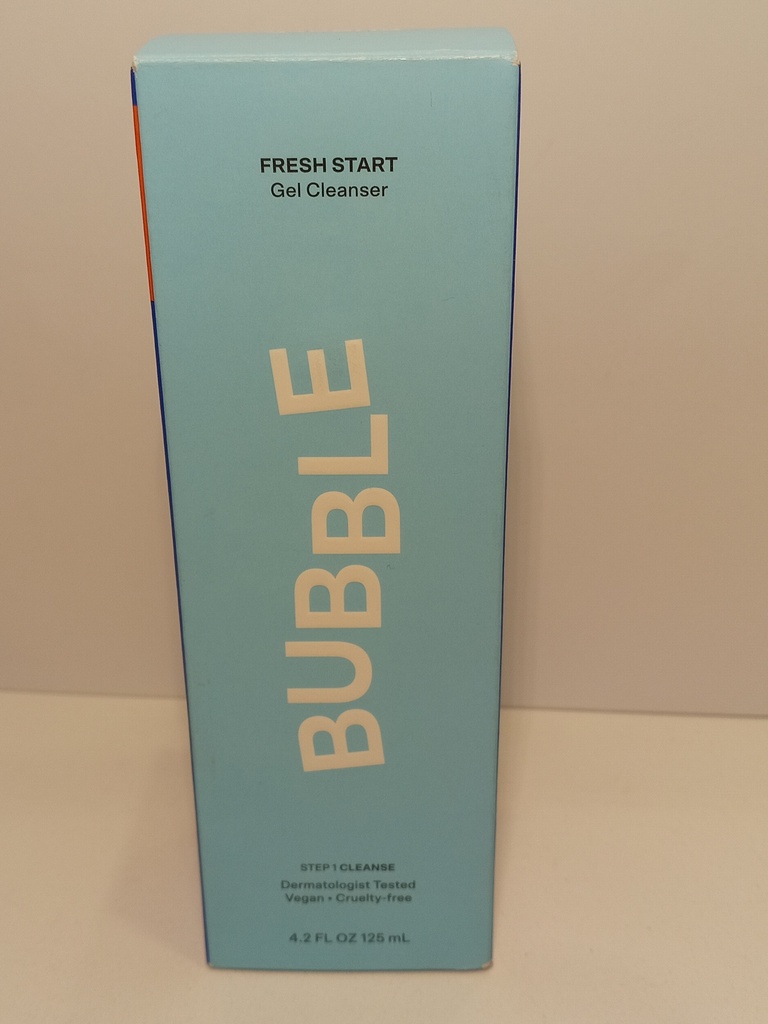 FRESH START
Gel Cleanser
BUBBLE
STEP 1 CLEANSE
Dermatologist Tested
Vegan • Cruelty-free
4.2 FL OZ 125 mL